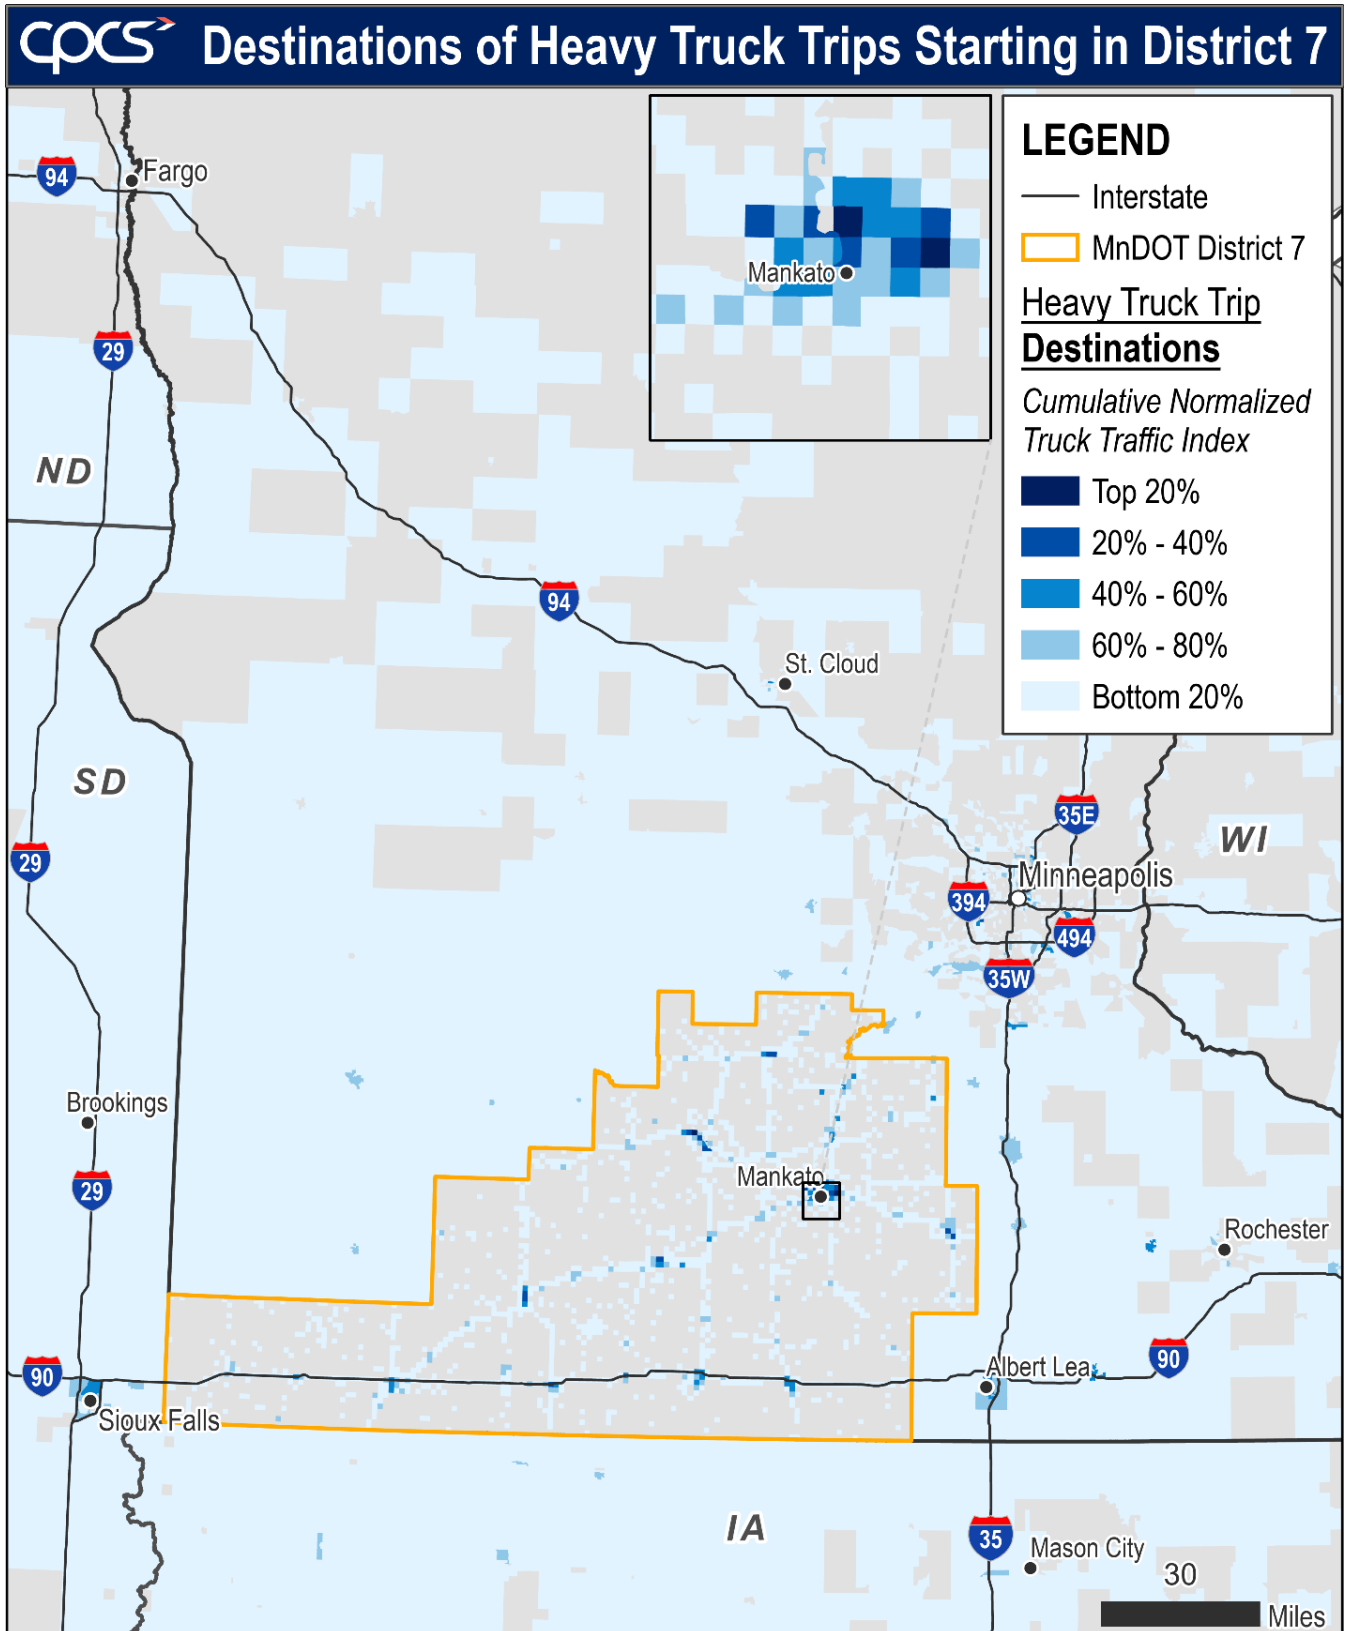 cpcs Destinations of Heavy Truck Trips Starting in District 7
LEGEND
Interstate
MnDOT District 7
Heavy Truck Trip
Destinations
Cumulative Normalized
Truck Traffic Index
Top 20%
20% - 40%
40% - 60%
60% - 80%
Bottom 20%
Mankato
94
Fargo
29
ND
94
St. Cloud
SD
29
35E
WI
Minneapolis
394
494
35W
Brookings
29
Mankato
Rochester
90
Sioux Falls
Albert Lea
90
IA
35
Mason City
30
Miles